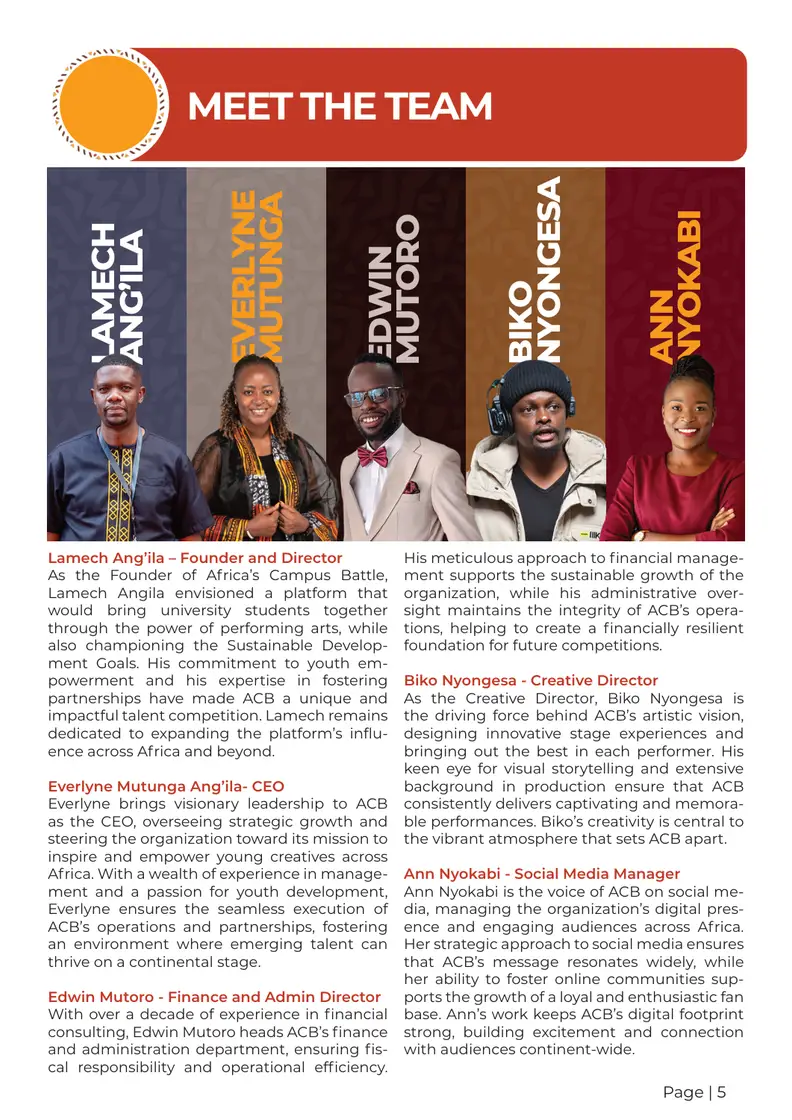 MEET THE TEAM
LAMECH
ANG'ILA
EVERLYNE
MUTUNGA
EDWIN
MUTORO
BIKO
NYONGESA
ANN
NYOKABI
Lamech Ang’ila – Founder and Director
As the Founder of Africa’s Campus Battle,
Lamech Angila envisioned a platform that
would bring university students together
through the power of performing arts, while
also championing the Sustainable Develop-
ment Goals. His commitment to youth em-
powerment and his expertise in fostering
partnerships have made ACB a unique and
impactful talent competition. Lamech remains
dedicated to expanding the platform’s influ-
ence across Africa and beyond.
Everlyne Mutunga Ang’ila- CEO
Everlyne brings visionary leadership to ACB
as the CEO, overseeing strategic growth and
steering the organization toward its mission to
inspire and empower young creatives across
Africa. With a wealth of experience in manage-
ment and a passion for youth development,
Everlyne ensures the seamless execution of
ACB’s operations and partnerships, fostering
an environment where emerging talent can
thrive on a continental stage.
Edwin Mutoro - Finance and Admin Director
With over a decade of experience in financial
consulting, Edwin Mutoro heads ACB’s finance
and administration department, ensuring fis-
cal responsibility and operational efficiency.
His meticulous approach to financial manage-
ment supports the sustainable growth of the
organization, while his administrative over-
sight maintains the integrity of ACB’s opera-
tions, helping to create a financially resilient
foundation for future competitions.
Biko Nyongesa - Creative Director
As the Creative Director, Biko Nyongesa is
the driving force behind ACB’s artistic vision,
designing innovative stage experiences and
bringing out the best in each performer. His
keen eye for visual storytelling and extensive
background in production ensure that ACB
consistently delivers captivating and memora-
ble performances. Biko’s creativity is central to
the vibrant atmosphere that sets ACB apart.
Ann Nyokabi - Social Media Manager
Ann Nyokabi is the voice of ACB on social me-
dia, managing the organization’s digital pres-
ence and engaging audiences across Africa.
Her strategic approach to social media ensures
that ACB’s message resonates widely, while
her ability to foster online communities sup-
ports the growth of a loyal and enthusiastic fan
base. Ann’s work keeps ACB’s digital footprint
strong, building excitement and connection
with audiences continent-wide.
Page | 5